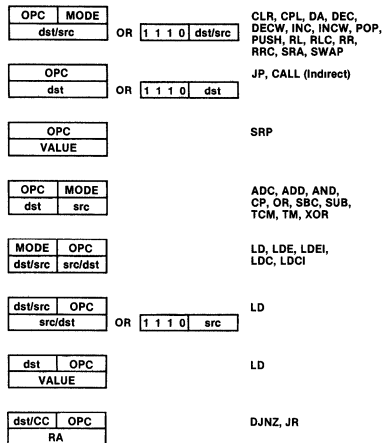 OPC MODE CLR, CPL, DA, DEC,
dst/src OR 1 1 1 0 dst/src DECW, INC, INCW, POP,
PUSH, RL, RLC, RR,
RRC, SRA, SWAP
OPC JP, CALL (Indirect)
dst OR 1 1 1 0 dst
OPC SRP
VALUE
OPC MODE ADC, ADD, AND,
dst src CP, OR, SBC, SUB,
TCM, TM, XOR
MODE OPC LD, LDE, LDEI,
dst/src src/dst LDC, LDCI
dst/src OPC LD
src/dst OR 1 1 1 0 src
dst OPC LD
VALUE
dst/CC OPC DJNZ, JR
RA